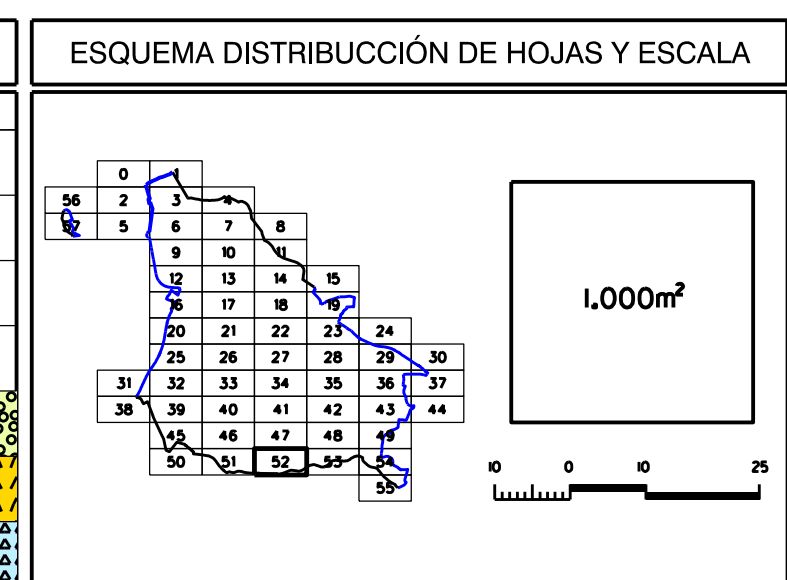 ESQUEMA DISTRIBUCCIÓN DE HOJAS Y ESCALA
0 1
56 2 3 4
57 5 6 7 8
9 10 11
12 13 14 15
16 17 18 19
20 21 22 23 24
25 26 27 28 29 30
31 32 33 34 35 36 37
38 39 40 41 42 43 44
45 46 47 48 49
50 51 52 53 54
55
1.000m²
10 0 10 25